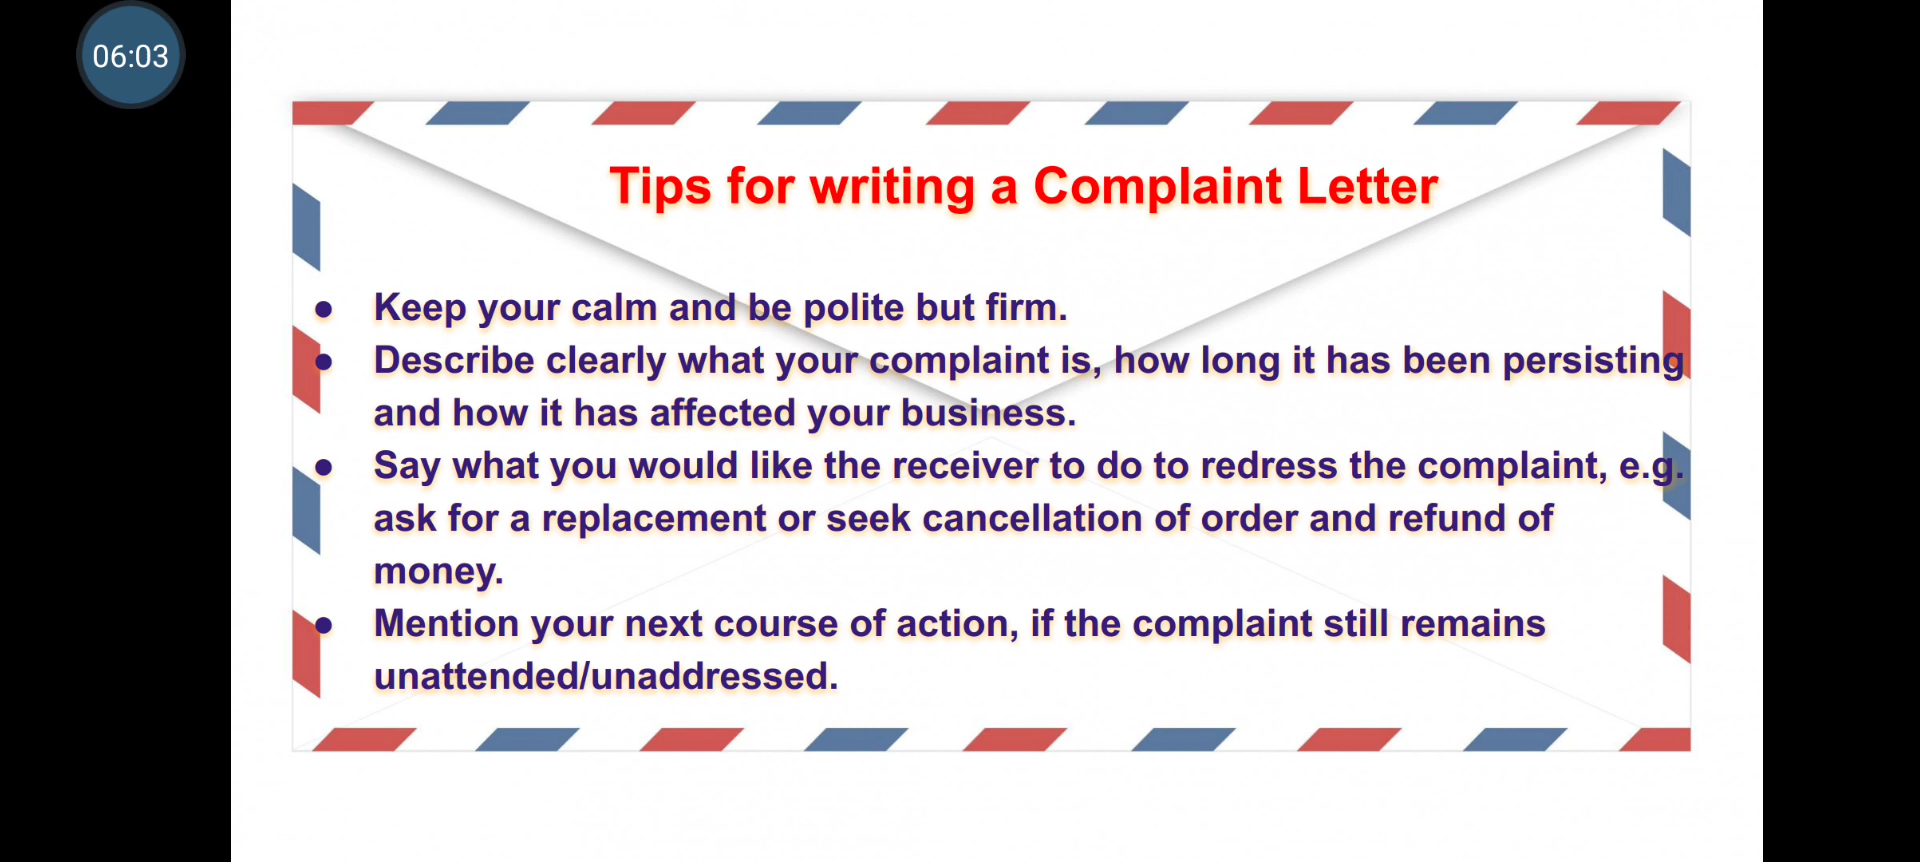 06:03
Tips for writing a Complaint Letter
● Keep your calm and be polite but firm.
● Describe clearly what your complaint is, how long it has been persisting
and how it has affected your business.
● Say what you would like the receiver to do to redress the complaint, e.g.
ask for a replacement or seek cancellation of order and refund of
money.
● Mention your next course of action, if the complaint still remains
unattended/unaddressed.